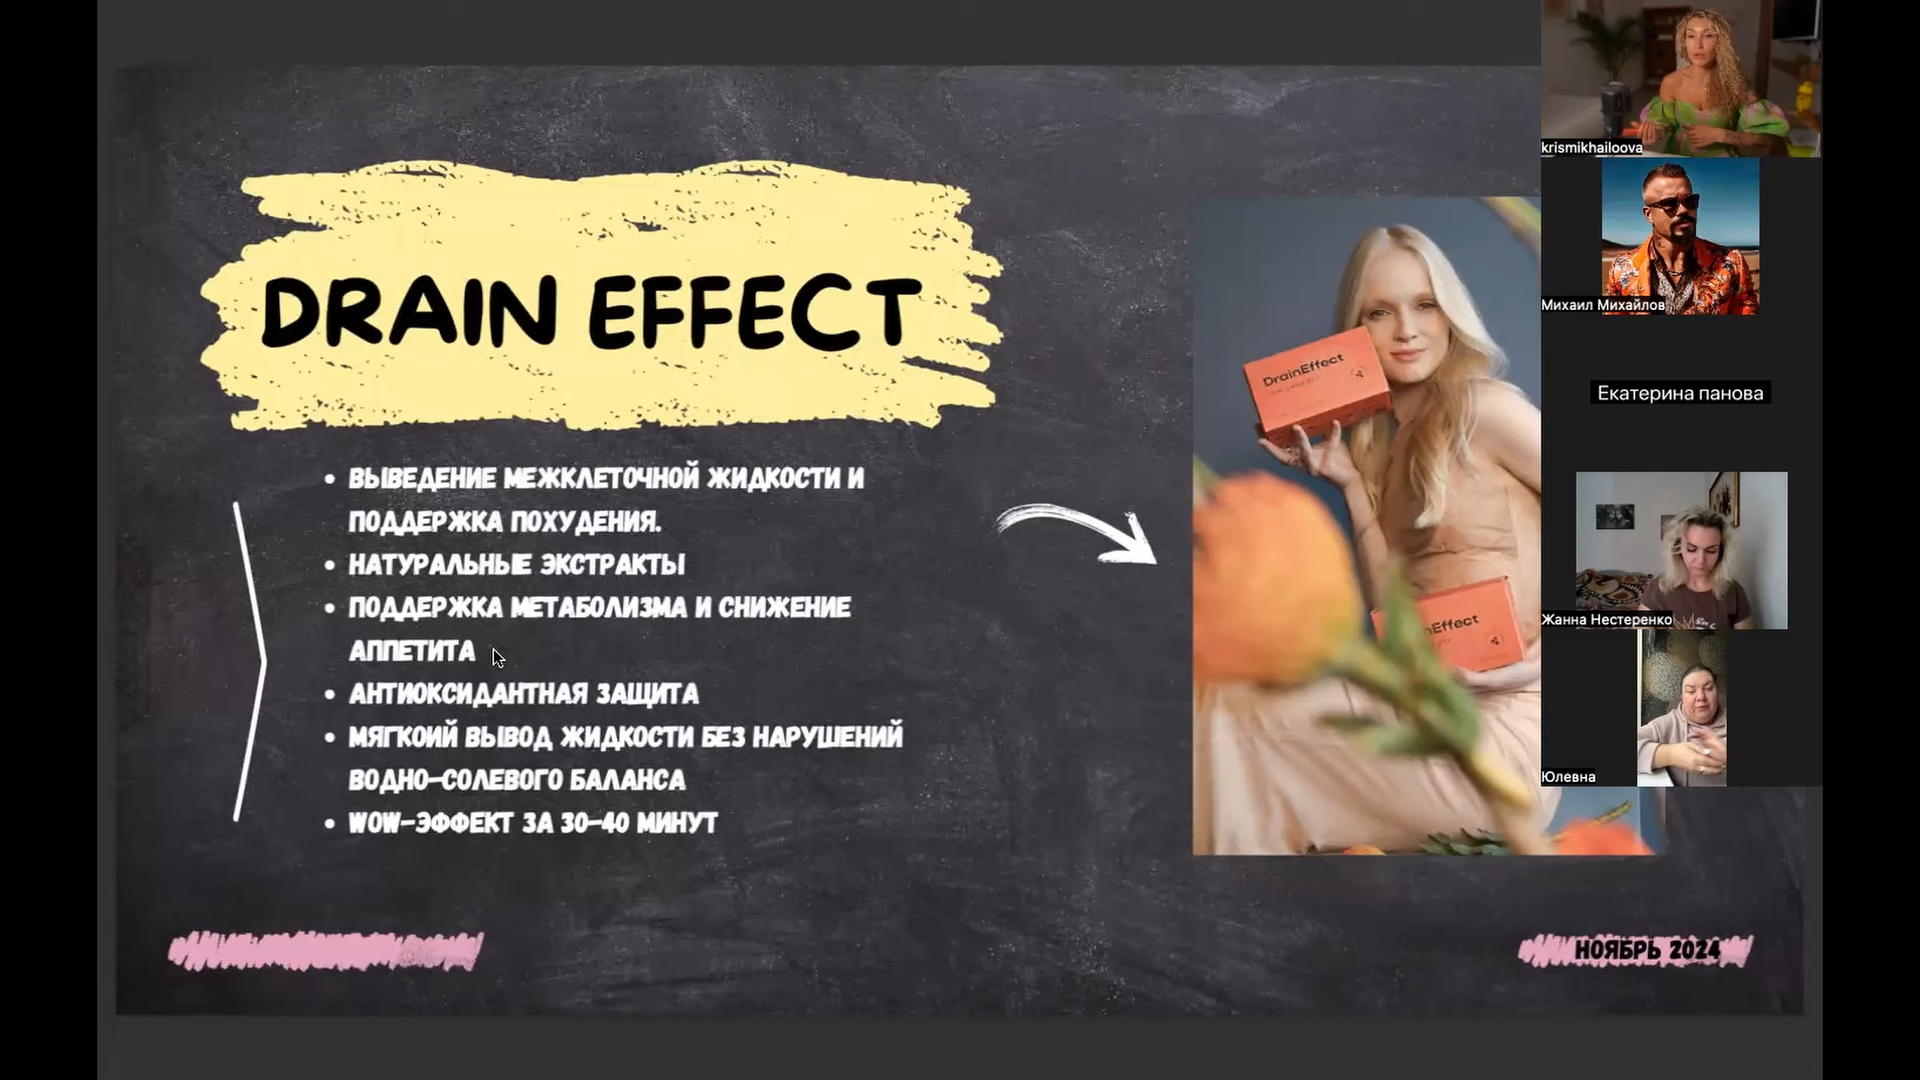 DRAIN EFFECT
• ВЫВЕДЕНИЕ МЕЖКЛЕТОЧНОЙ ЖИДКОСТИ И
ПОДДЕРЖКА ПОХУДЕНИЯ.
• НАТУРАЛЬНЫЕ ЭКСТРАКТЫ
• ПОДДЕРЖКА МЕТАБОЛИЗМА И СНИЖЕНИЕ
АППЕТИТА
• АНТИОКСИДАНТНАЯ ЗАЩИТА
• МЯГКОИЙ ВЫВОД ЖИДКОСТИ БЕЗ НАРУШЕНИЙ
ВОДНО-СОЛЕВОГО БАЛАНСА
• WOW-ЭФФЕКТ ЗА 30-40 МИНУТ
DrainEffect
nEffect
НОЯБРЬ 2024
krismikhailoova
Михаил Михайлов
Екатерина панова
Жанна Нестеренко
Юлевна